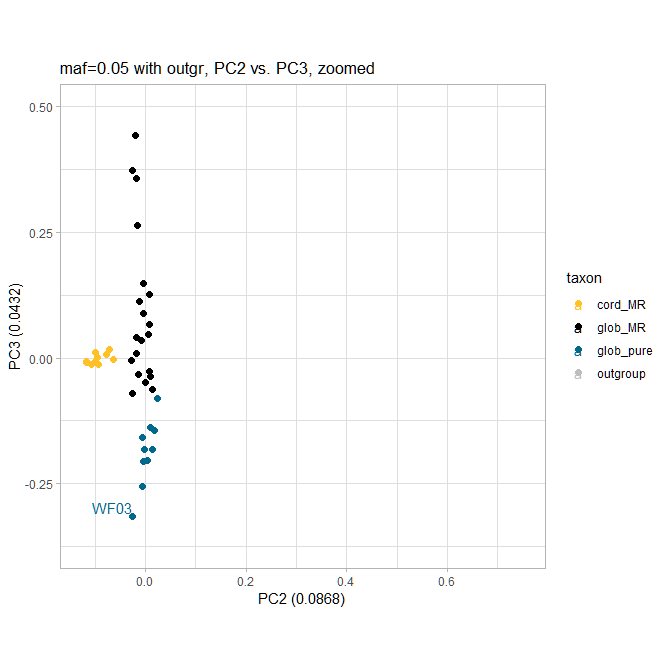 maf=0.05 with outgr, PC2 vs. PC3, zoomed
0.50
0.25
0.00
-0.25
PC3 (0.0432)
WF03
0.0 0.2 0.4 0.6
PC2 (0.0868)
taxon
a cord_MR
a glob_MR
a glob_pure
a outgroup